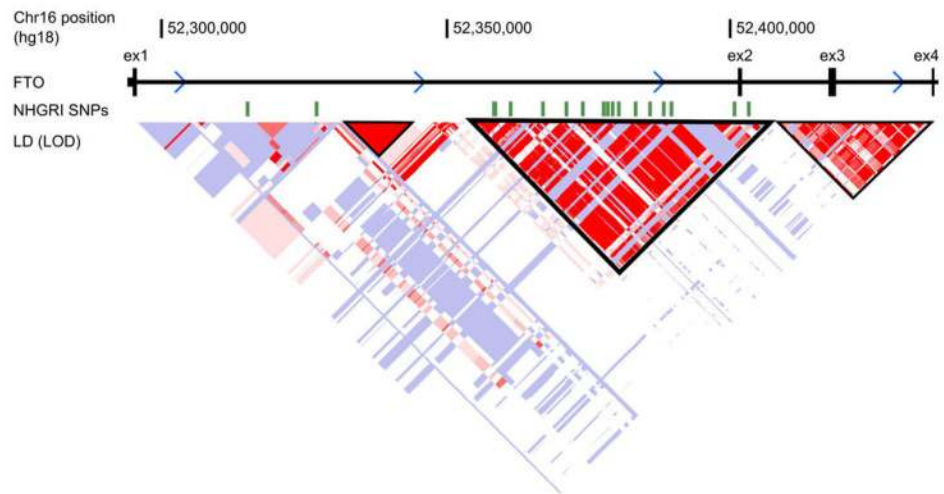 Chr16 position
(hg18)
52,300,000
52,350,000
52,400,000
ex1
ex2
ex3
ex4
FTO
NHGRI SNPs
LD (LOD)